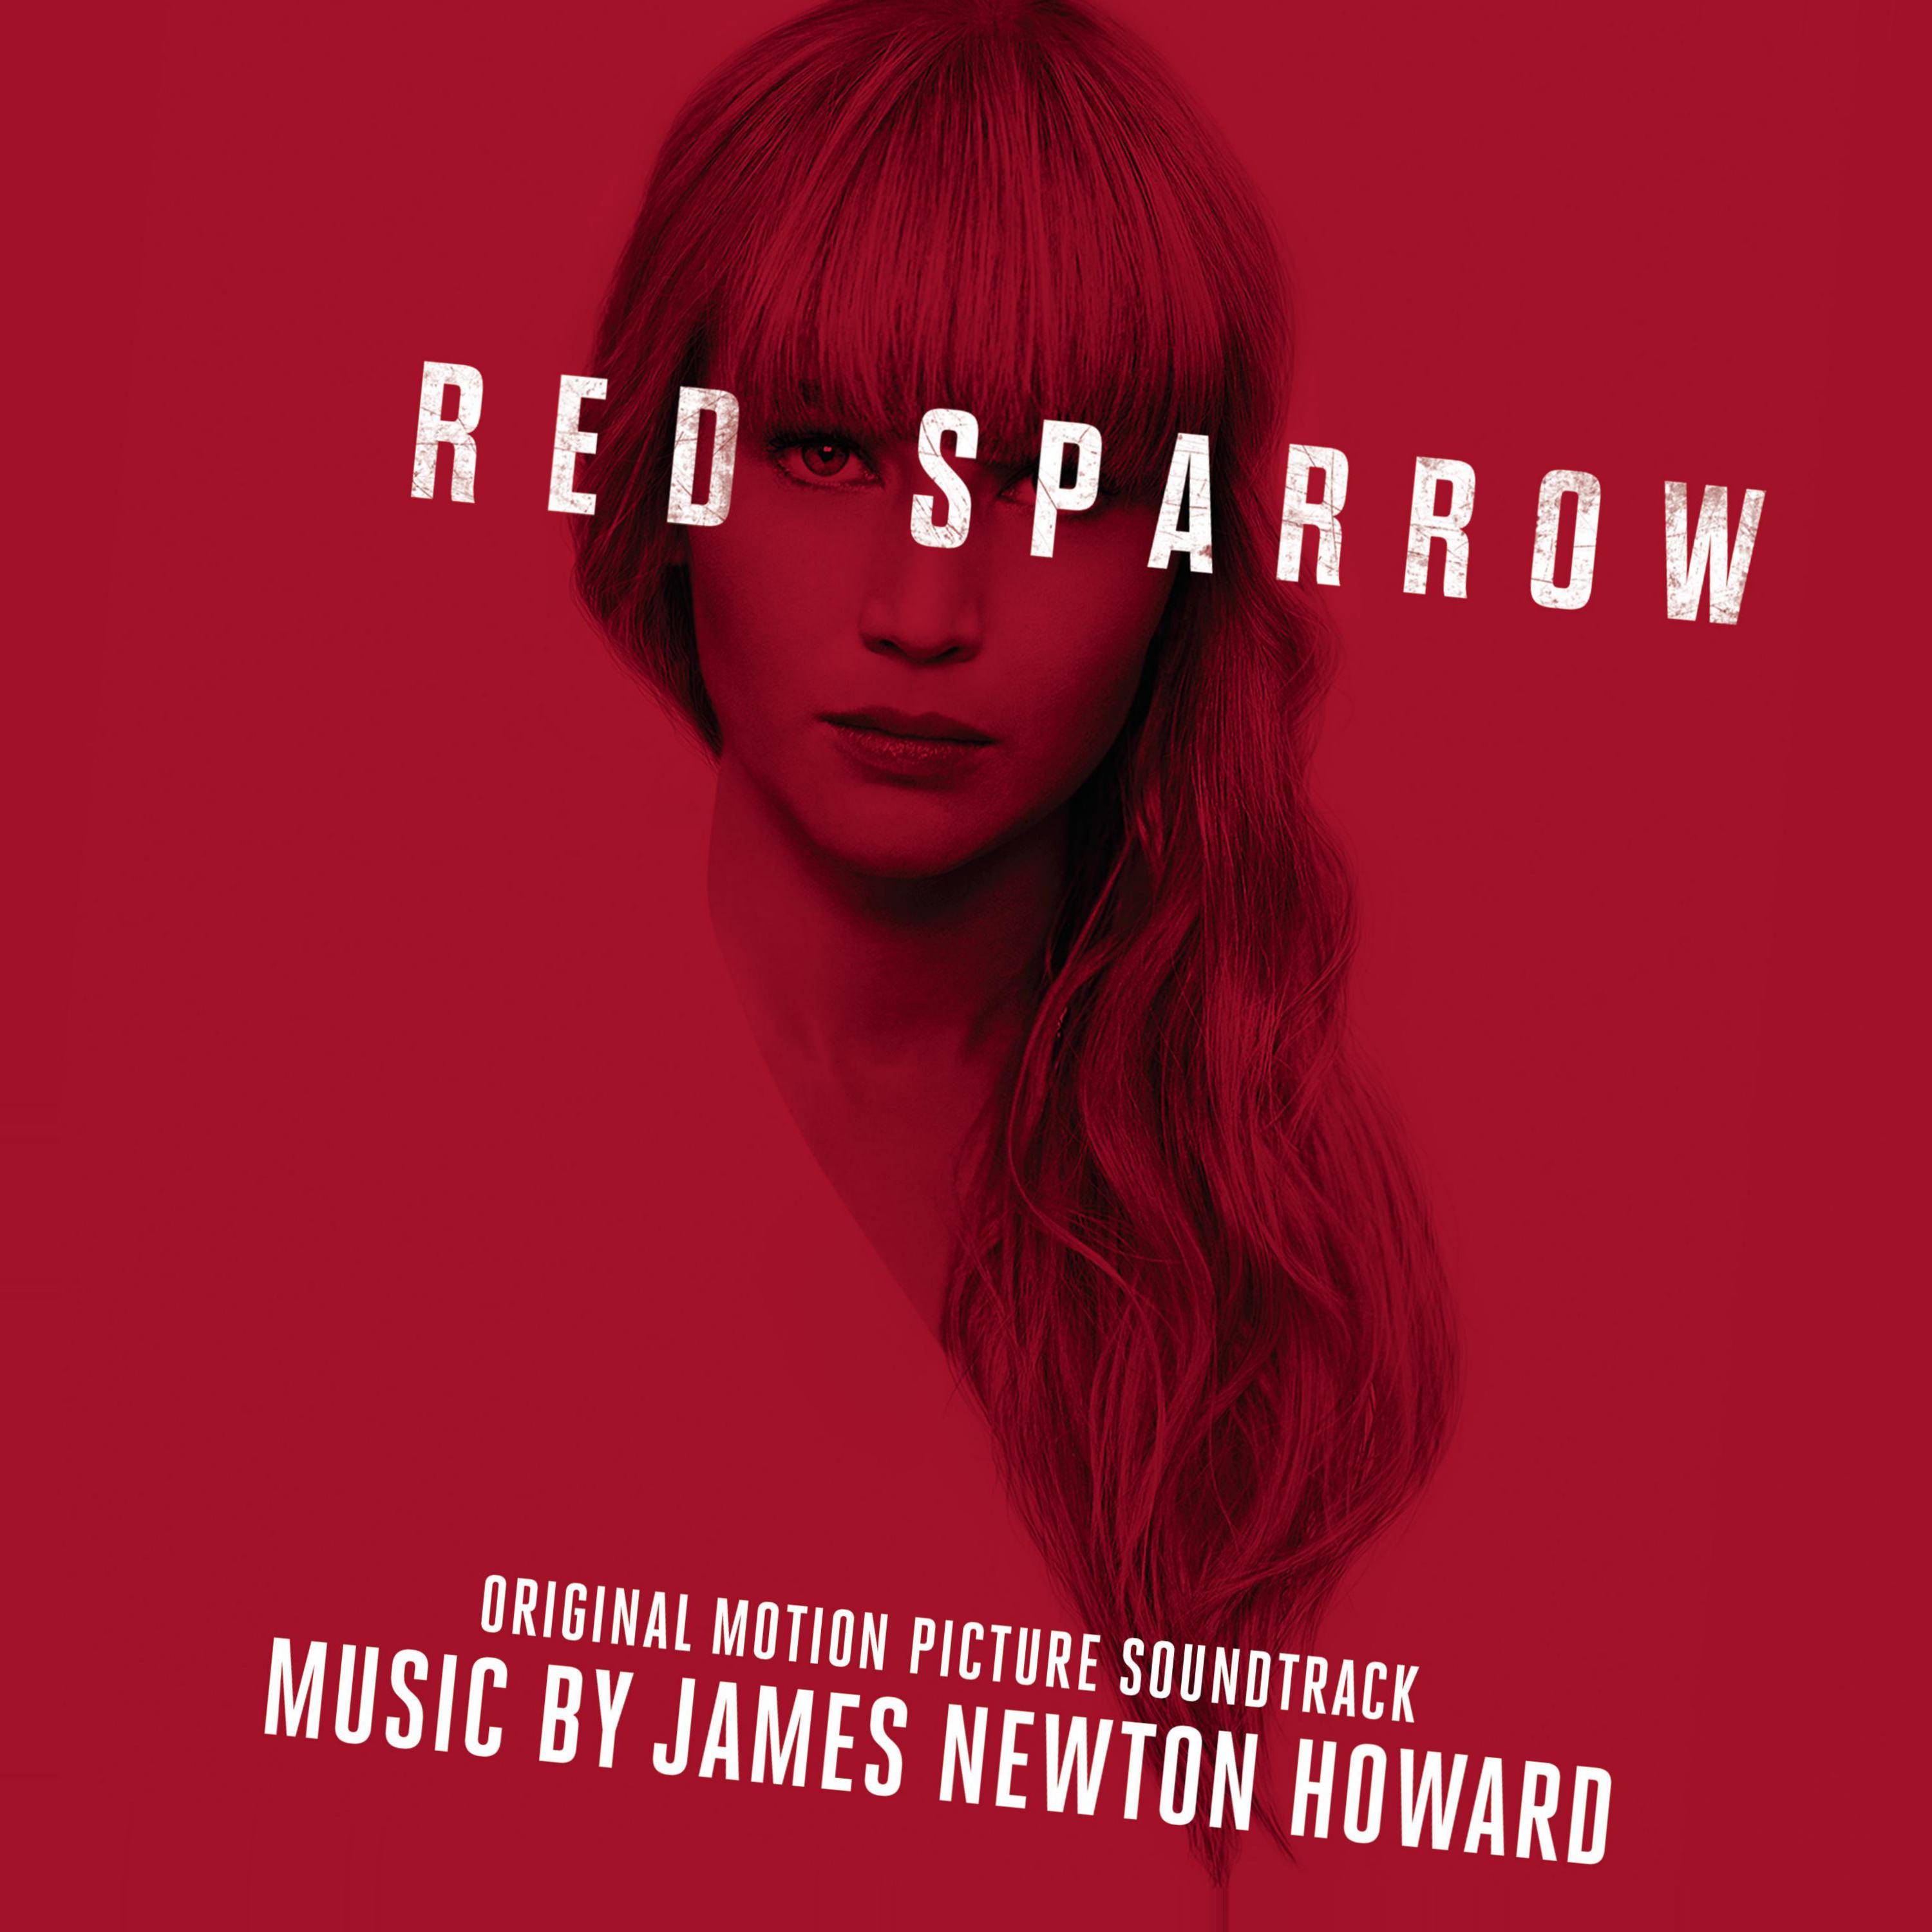 RED SPARROW
ORIGINAL MOTION PICTURE SOUNDTRACK
MUSIC BY JAMES NEWTON HOWARD